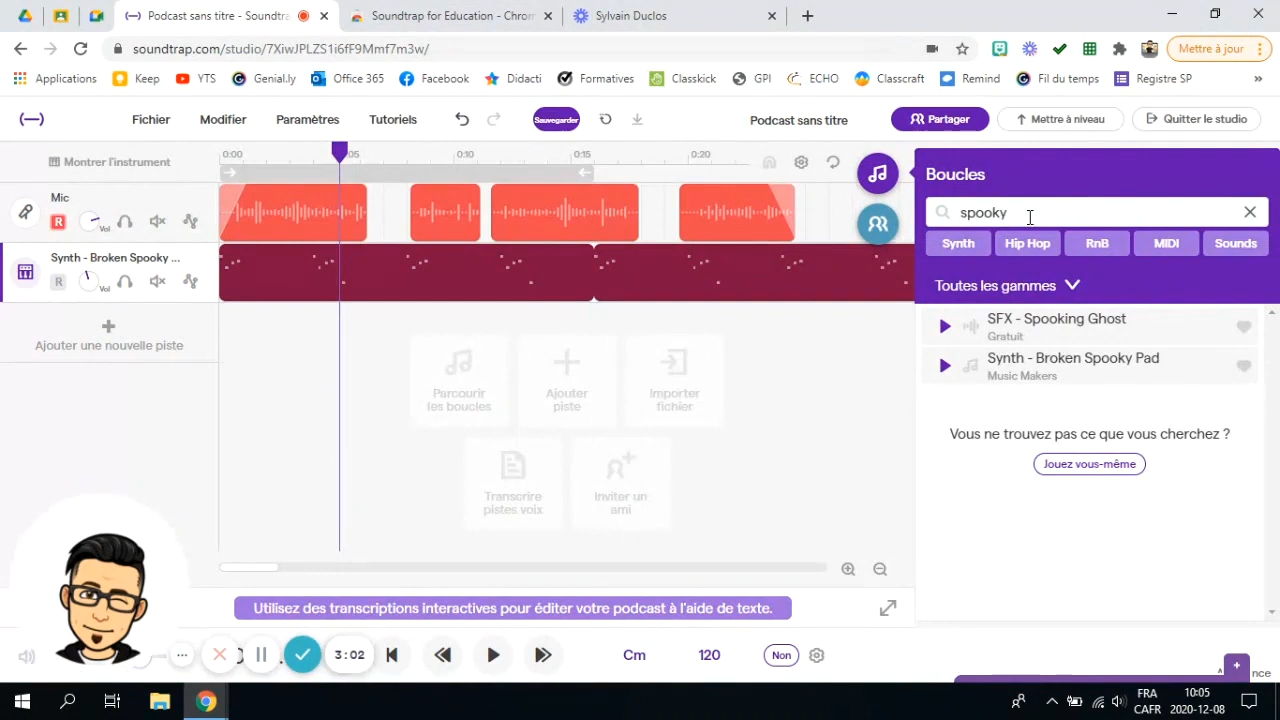 Podcast sans titre - Soundtra
Soundtrap for Education - Chrom
Sylvain Duclos
soundtrap.com/studio/7XiwJPLZS1i6fF9Mmf7m3w/
Mettre à jour
Applications
Keep
YTS
Genial.ly
Office 365
Facebook
Didacti
Formatives
Classkick
GPI
ECHO
Classcraft
Remind
Fil du temps
Registre SP
»
Fichier
Modifier
Paramètres
Tutoriels
Sauvegarder
Podcast sans titre
Partager
Mettre à niveau
Quitter le studio
Montrer l'instrument
0:00
05
0:10
0:15
0:20
Mic
R
Vol
Synth - Broken Spooky ...
R
Vol
Ajouter une nouvelle piste
Parcourir
les boucles
Ajouter
piste
Importer
fichier
Transcrire
pistes voix
Inviter un
ami
Boucles
spooky
Synth
Hip Hop
RnB
MIDI
Sounds
Toutes les gammes
SFX - Spooking Ghost
Gratuit
Synth - Broken Spooky Pad
Music Makers
Vous ne trouvez pas ce que vous cherchez ?
Jouez vous-même
Utilisez des transcriptions interactives pour éditer votre podcast à l'aide de texte.
3:02
Cm
120
Non
nce
FRA
CAFR
10:05
2020-12-08